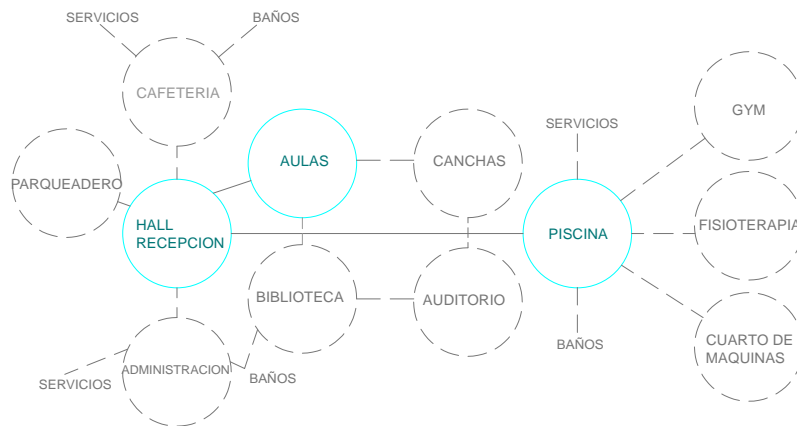 SERVICIOS
BAÑOS
CAFETERIA
GYM
SERVICIOS
AULAS
CANCHAS
PARQUEADERO
HALL
RECEPCION
PISCINA
FISIOTERAPIA
BIBLIOTECA
AUDITORIO
BAÑOS
CUARTO DE
MAQUINAS
ADMINISTRACION
SERVICIOS
BAÑOS